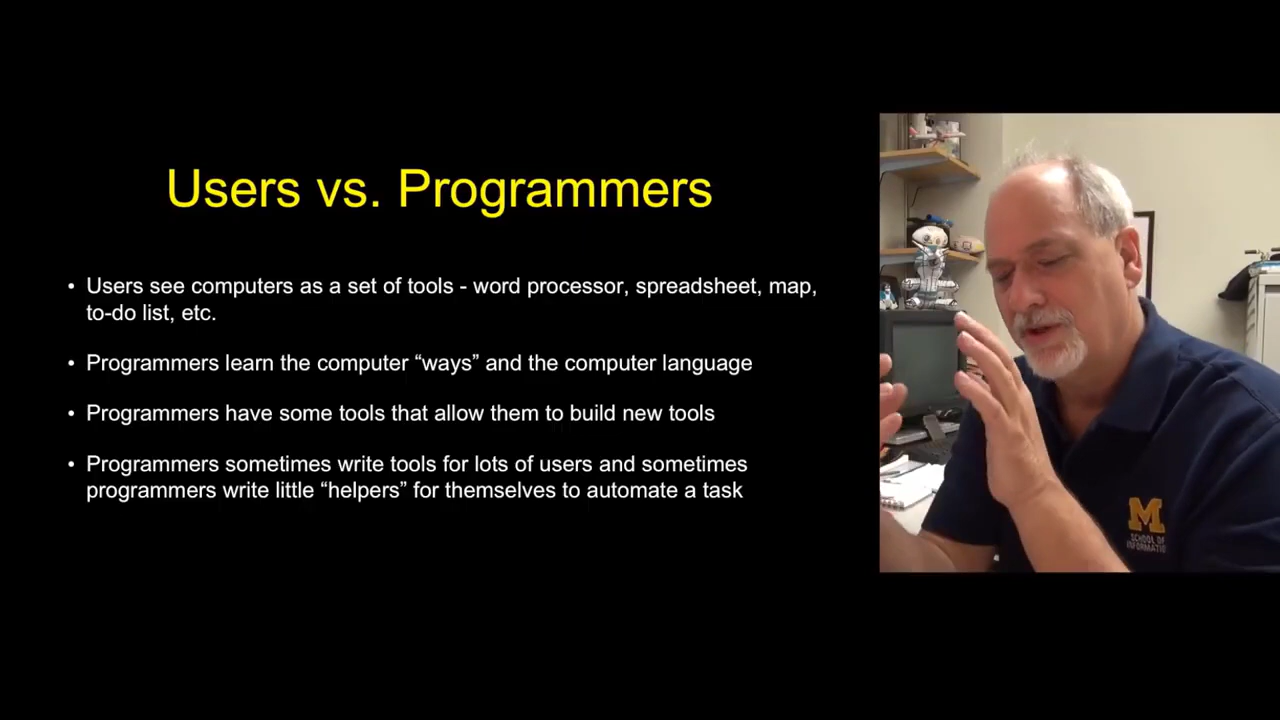 Users vs. Programmers
• Users see computers as a set of tools - word processor, spreadsheet, map,
to-do list, etc.
• Programmers learn the computer “ways” and the computer language
• Programmers have some tools that allow them to build new tools
• Programmers sometimes write tools for lots of users and sometimes
programmers write little “helpers” for themselves to automate a task
M
SCHOOL OF
INFORMATIO